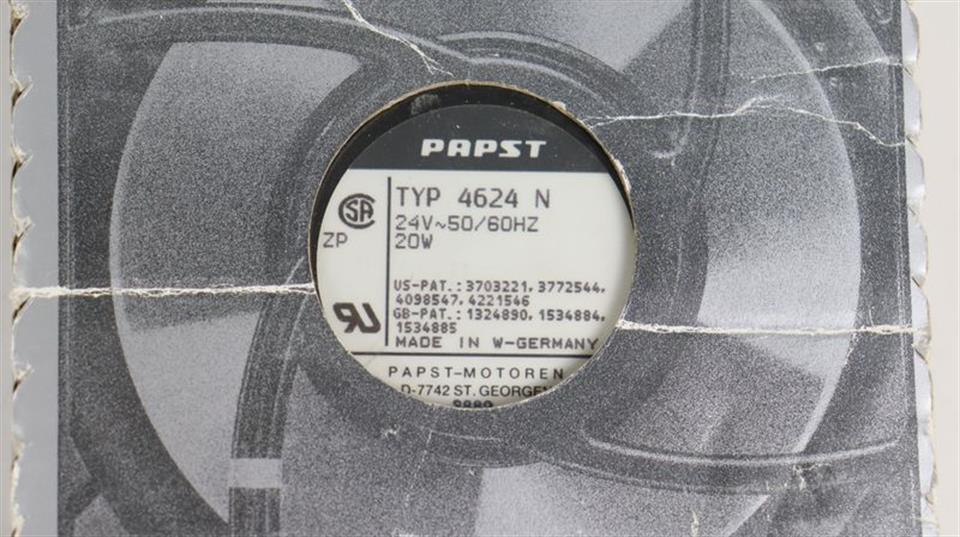 PAPST
SA
TYP 4624 N
24V~50/60HZ
ZP
20W
US-PAT.: 3703221, 3772544,
4098547, 4221546
GB-PAT.: 1324890, 1534884,
1534885
MADE IN W-GERMANY
PAPST-MOTOREN
D-7742 ST. GEORGEN